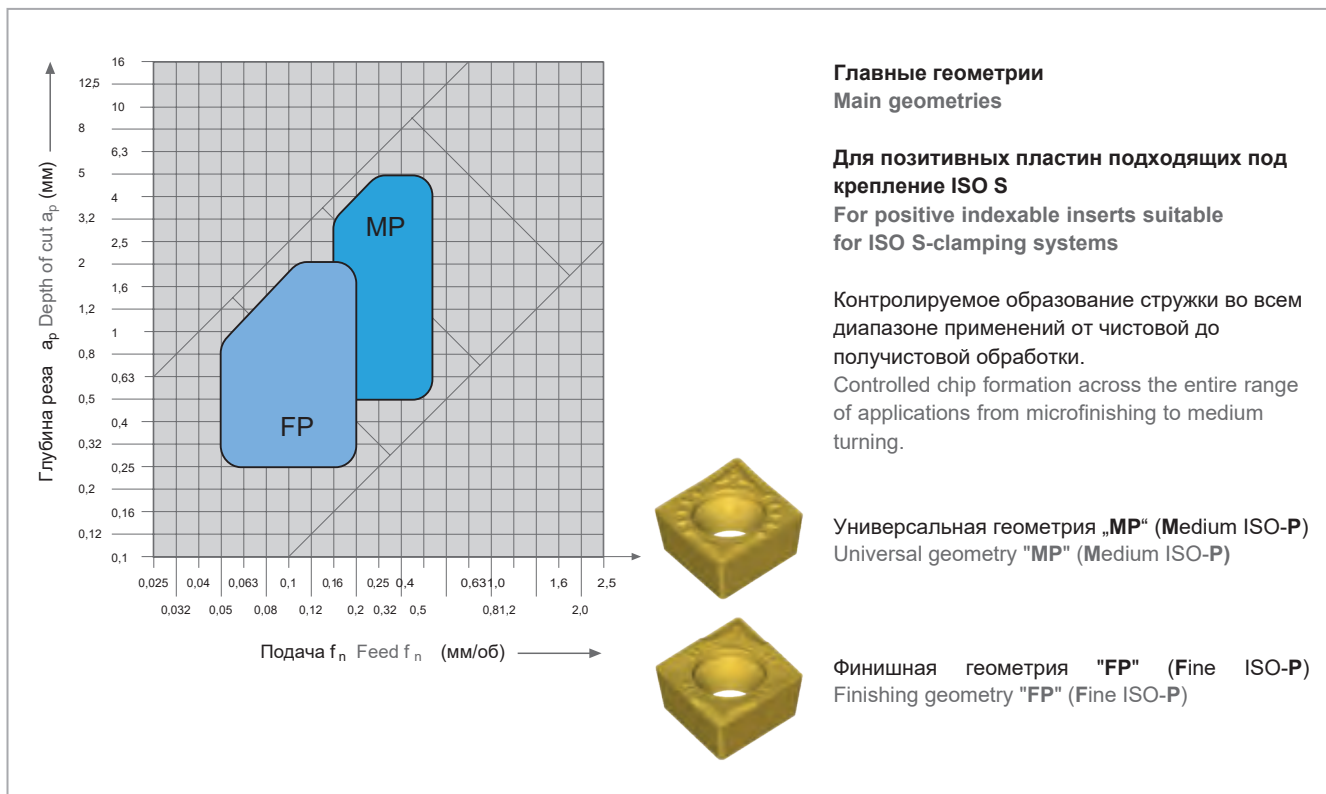 16
12,5
10
8
6,3
5
4
3,2
2,5
2
1,6
1,2
1
0,8
0,63
0,5
0,4
0,32
0,25
0,2
0,16
0,12
0,1
Глубина реза ap Depth of cut ap (мм)
MP
FP
0,025 0,04 0,063 0,1 0,16 0,25 0,4 0,631,0 1,6 2,5
0,032 0,05 0,08 0,12 0,2 0,32 0,5 0,81,2 2,0
Подача f n Feed f n (мм/об)
Главные геометрии
Main geometries
Для позитивных пластин подходящих под
крепление ISO S
For positive indexable inserts suitable
for ISO S-clamping systems
Контролируемое образование стружки во всем
диапазоне применений от чистовой до
получистовой обработки.
Controlled chip formation across the entire range
of applications from microfinishing to medium
turning.
Универсальная геометрия „MP“ (Medium ISO-P)
Universal geometry "MP" (Medium ISO-P)
Финишная геометрия "FP" (Fine ISO-P)
Finishing geometry "FP" (Fine ISO-P)